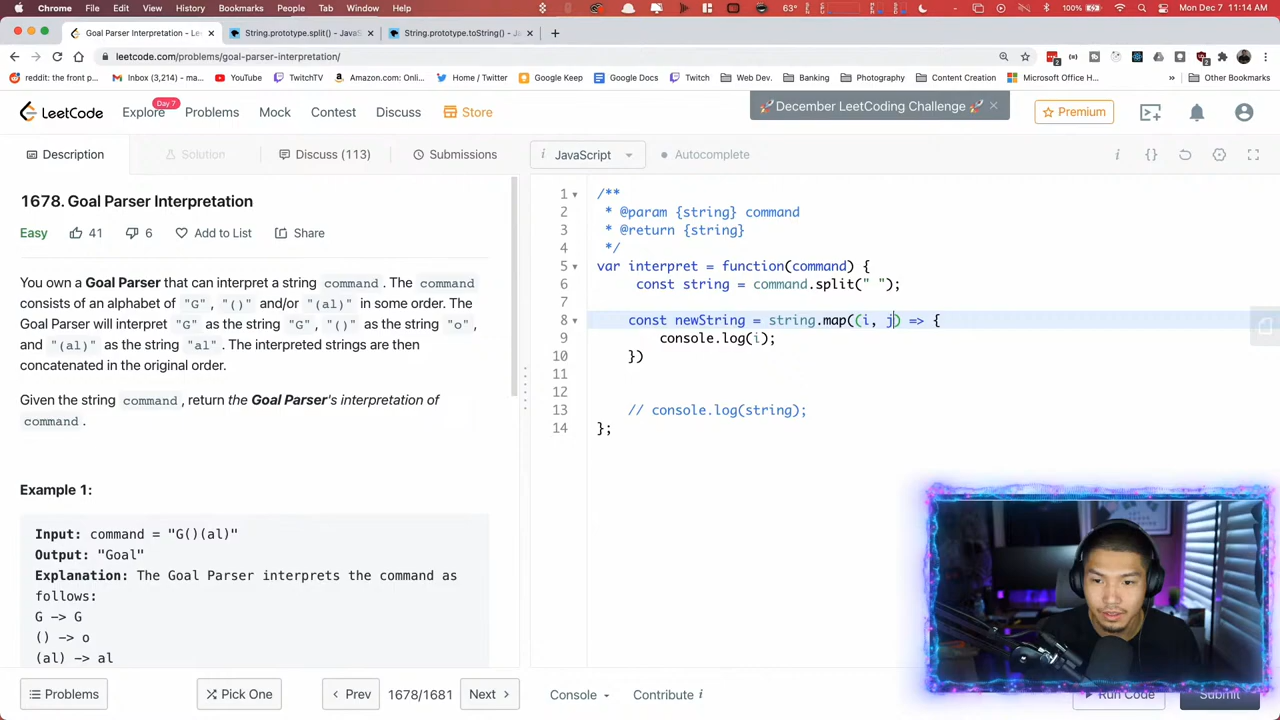 Chrome File Edit View History Bookmarks People Tab Window Help 100% Mon Dec 7 11:14 AM
Goal Parser Interpretation - Le String.prototype.split() - JavaS String.prototype.toString() - J
leetcode.com/problems/goal-parser-interpretation/
reddit: the front p... Inbox (3,214) - may... YouTube TwitchTV Amazon.com: Onli... Home / Twitter Google Keep Google Docs Twitch Web Dev. Banking Photography Content Creation Microsoft Office H... » Other Bookmarks
LeetCode Explore Day 7 Problems Mock Contest Discuss Store December LeetCoding Challenge Premium
Description Solution Discuss (113) Submissions i JavaScript Autocomplete
1678. Goal Parser Interpretation
Easy 41 6 Add to List Share
You own a Goal Parser that can interpret a string command. The command
consists of an alphabet of "G", "()" and/or "(al)" in some order. The
Goal Parser will interpret "G" as the string "G", "()" as the string "o",
and "(al)" as the string "al". The interpreted strings are then
concatenated in the original order.
Given the string command, return the Goal Parser's interpretation of
command.
Example 1:
Input: command = "G()(al)"
Output: "Goal"
Explanation: The Goal Parser interprets the command as
follows:
G -> G
() -> o
(al) -> al
1 /**
2 * @param {string} command
3 * @return {string}
4 */
5 var interpret = function(command) {
6 const string = command.split(" ");
7
8 const newString = string.map((i, j) => {
9 console.log(i);
10 })
11
12
13 // console.log(string);
14 };
Problems Pick One Prev 1678/1681 Next Console Contribute i Run Code Submit